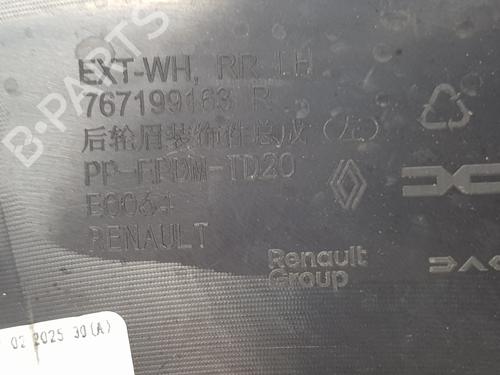 EXT-WH, RR LH
767199163 R
后轮眉装饰件总成 (左)
PP-EPDM-TD20
E0064
RENAULT
Renault
Group
02 2025 30(A)
B-PARTS